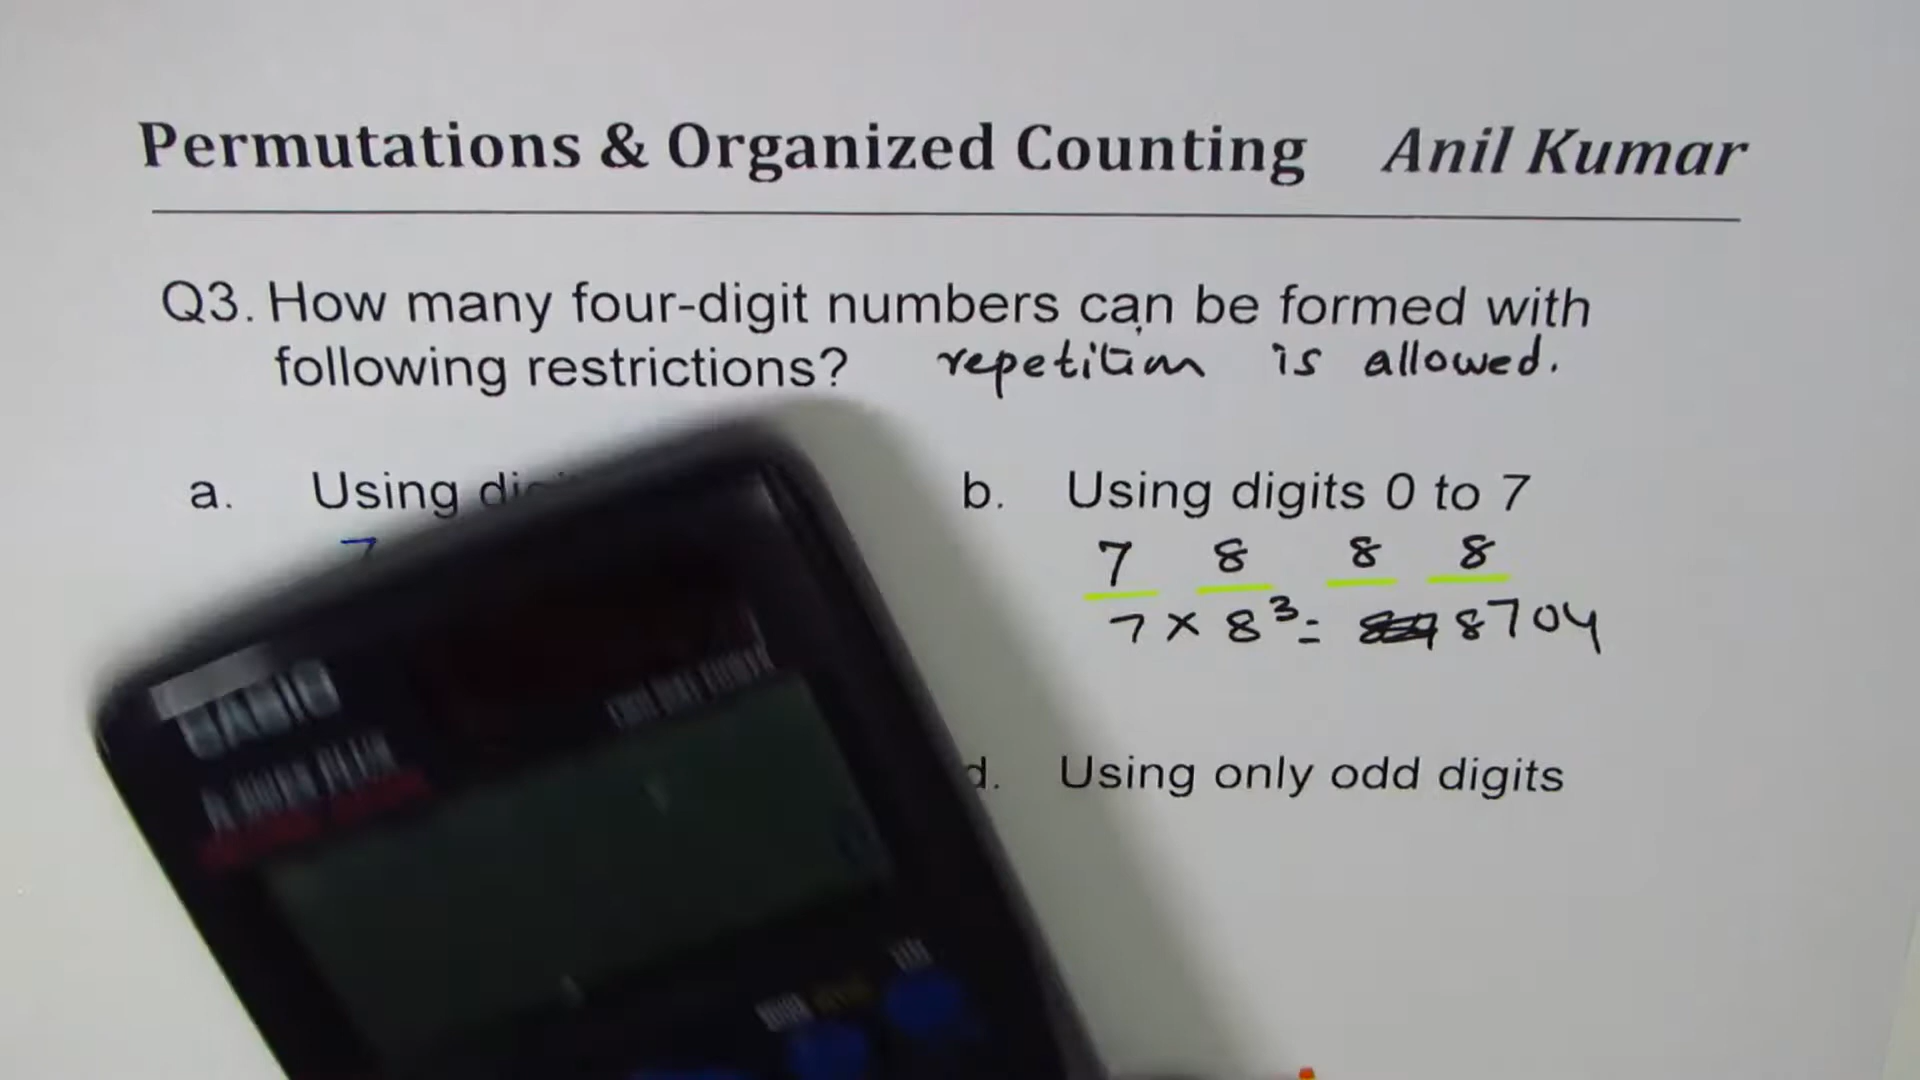 Permutations & Organized Counting Anil Kumar
Q3. How many four-digit numbers can be formed with
following restrictions? repetition is allowed.
a. Using
7
b. Using digits 0 to 7
7 8 8 8
7 × 8³ = 8704
d. Using only odd digits